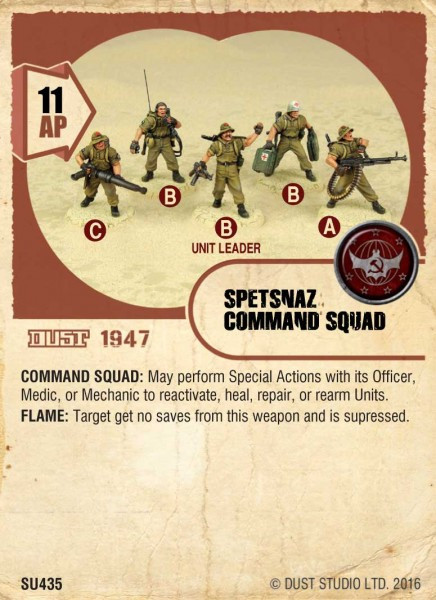 11
AP
C
B
B
B
A
UNIT LEADER
SPETSNAZ
COMMAND SQUAD
DUST 1947
COMMAND SQUAD: May perform Special Actions with its Officer,
Medic, or Mechanic to reactivate, heal, repair, or rearm Units.
FLAME: Target get no saves from this weapon and is supressed.
SU435
© DUST STUDIO LTD. 2016